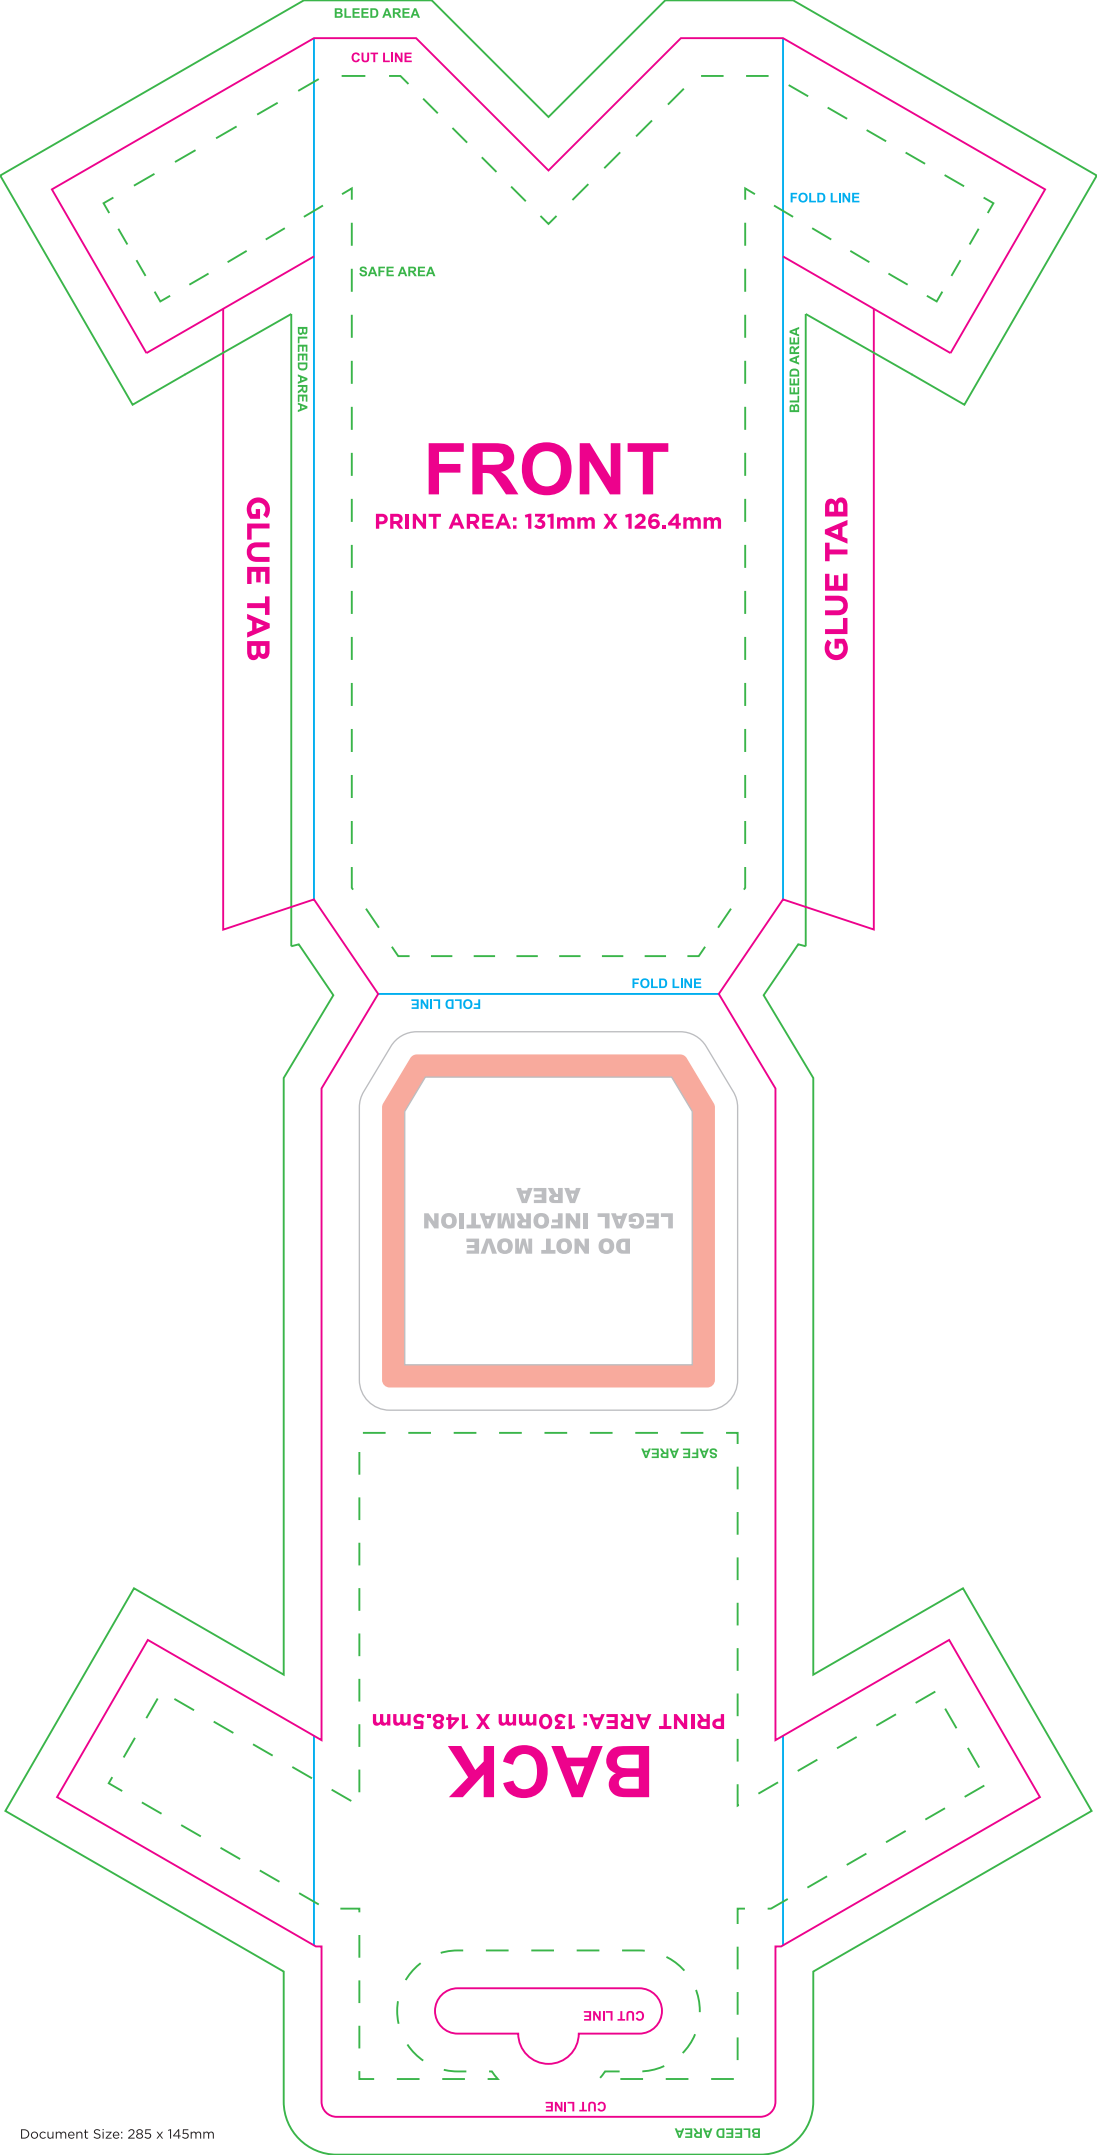 BLEED AREA
CUT LINE
FOLD LINE
SAFE AREA
BLEED AREA
BLEED AREA
FRONT
PRINT AREA: 131mm X 126.4mm
GLUE TAB
GLUE TAB
FOLD LINE
FOLD LINE
DO NOT MOVE
LEGAL INFORMATION
AREA
SAFE AREA
BACK
PRINT AREA: 130mm X 148.5mm
CUT LINE
CUT LINE
BLEED AREA
Document Size: 285 x 145mm